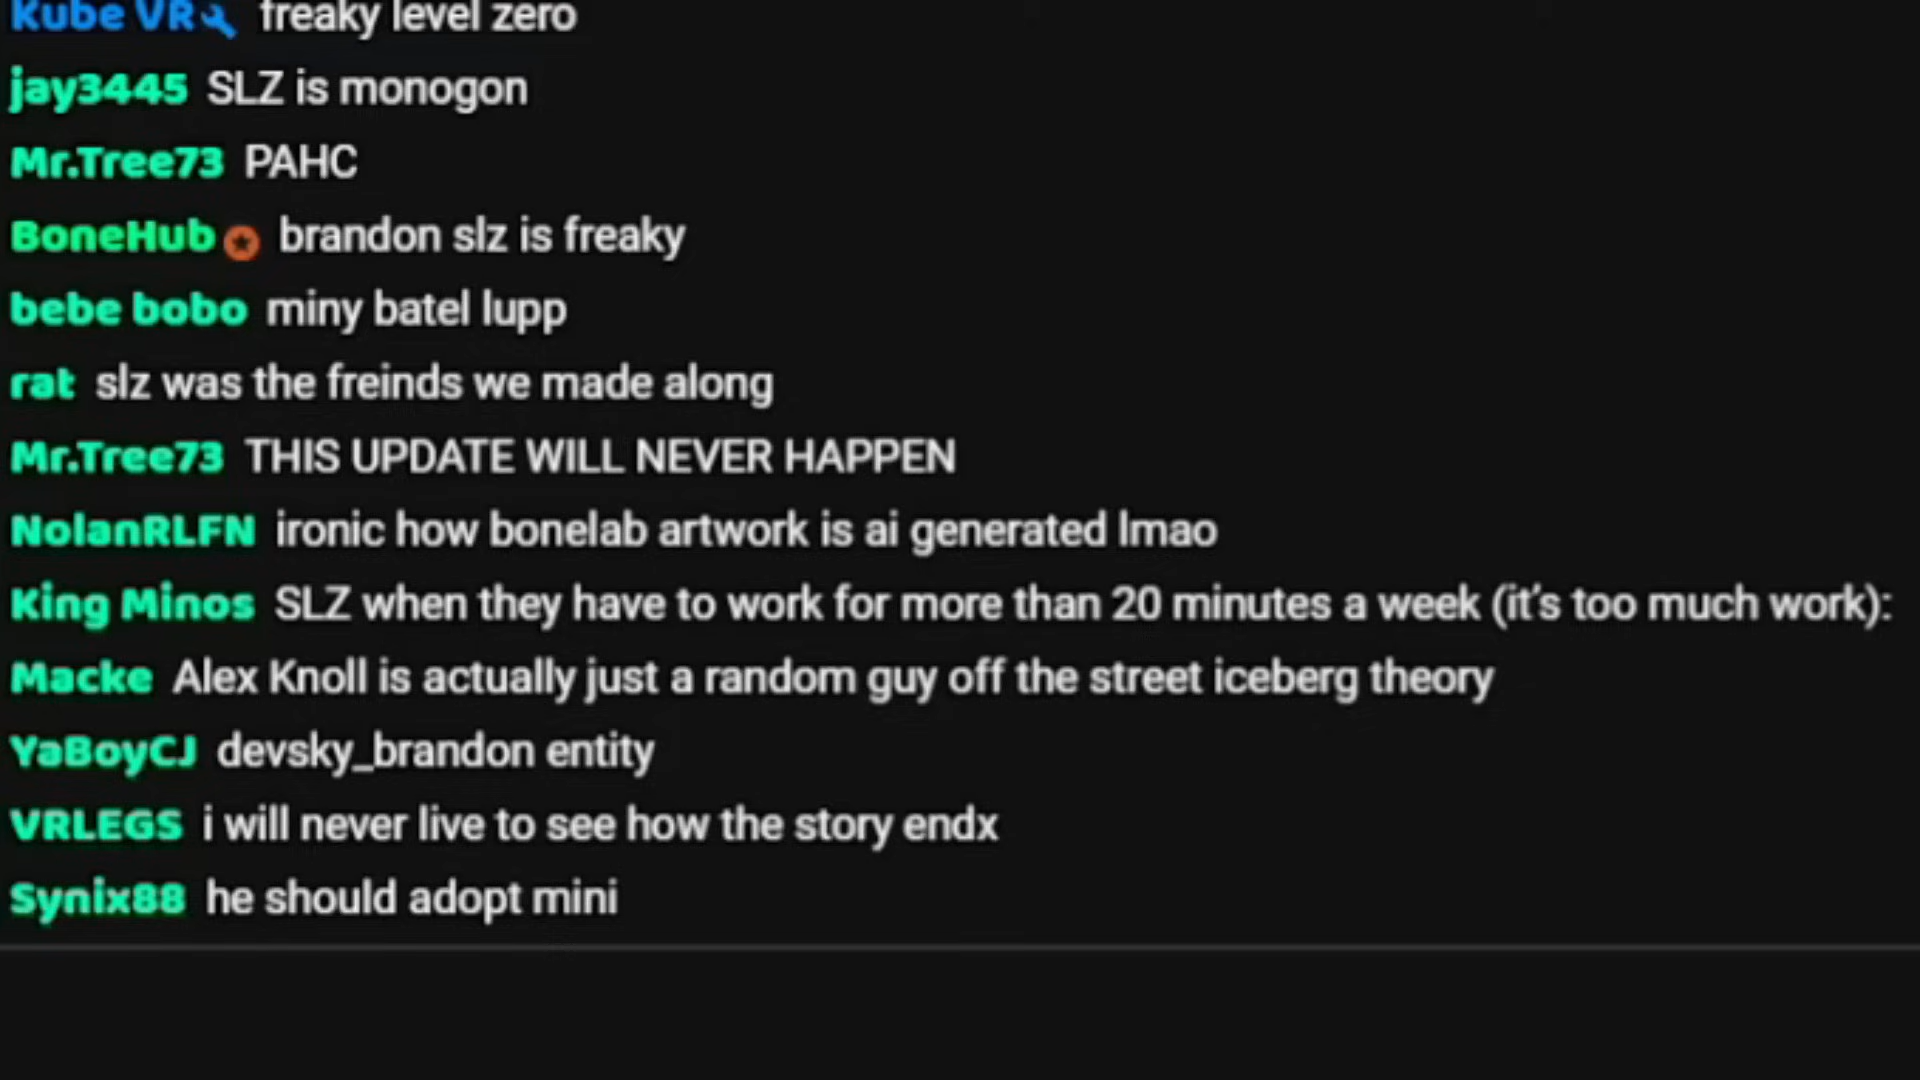 Kube VR freaky level zero
jay3445 SLZ is monogon
Mr.Tree73 PAHC
BoneHub brandon slz is freaky
bebe bobo miny batel lupp
rat slz was the freinds we made along
Mr.Tree73 THIS UPDATE WILL NEVER HAPPEN
NolanRLFN ironic how bonelab artwork is ai generated lmao
King Minos SLZ when they have to work for more than 20 minutes a week (it’s too much work):
Macke Alex Knoll is actually just a random guy off the street iceberg theory
YaBoyCJ devsky_brandon entity
VRLEGS i will never live to see how the story endx
Synix88 he should adopt mini